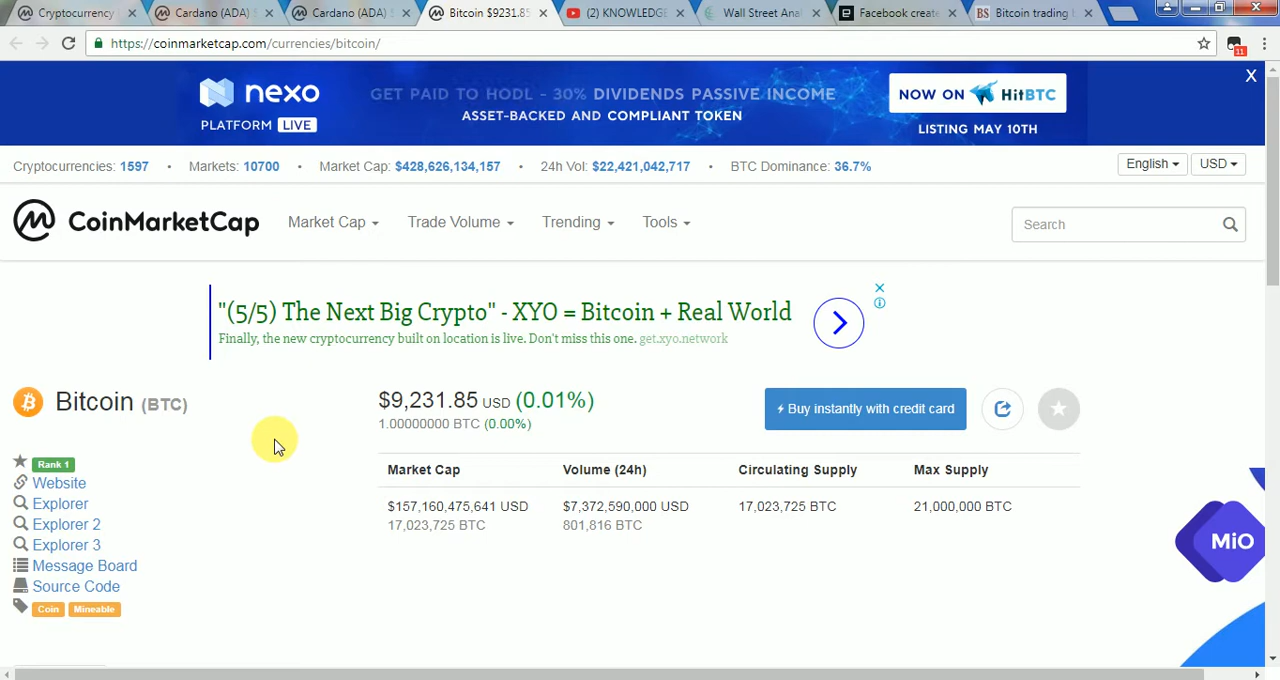 Cryptocurrency
Cardano (ADA) $
Cardano (ADA) $
Bitcoin $9231.85
(2) KNOWLEDGE
Wall Street Anal
Facebook create
BS Bitcoin trading
https://coinmarketcap.com/currencies/bitcoin/
11
nexo
PLATFORM LIVE
GET PAID TO HODL - 30% DIVIDENDS PASSIVE INCOME
ASSET-BACKED AND COMPLIANT TOKEN
NOW ON HitBTC
LISTING MAY 10TH
X
Cryptocurrencies: 1597 • Markets: 10700 • Market Cap: $428,626,134,157 • 24h Vol: $22,421,042,717 • BTC Dominance: 36.7%
English
USD
CoinMarketCap
Market Cap
Trade Volume
Trending
Tools
Search
"(5/5) The Next Big Crypto" - XYO = Bitcoin + Real World
Finally, the new cryptocurrency built on location is live. Don't miss this one. get.xyo.network
Bitcoin (BTC)
$9,231.85 USD (0.01%)
1.00000000 BTC (0.00%)
Buy instantly with credit card
Rank 1
Website
Explorer
Explorer 2
Explorer 3
Message Board
Source Code
Coin Mineable
Market Cap Volume (24h) Circulating Supply Max Supply
$157,160,475,641 USD $7,372,590,000 USD 17,023,725 BTC 21,000,000 BTC
17,023,725 BTC 801,816 BTC
MiO